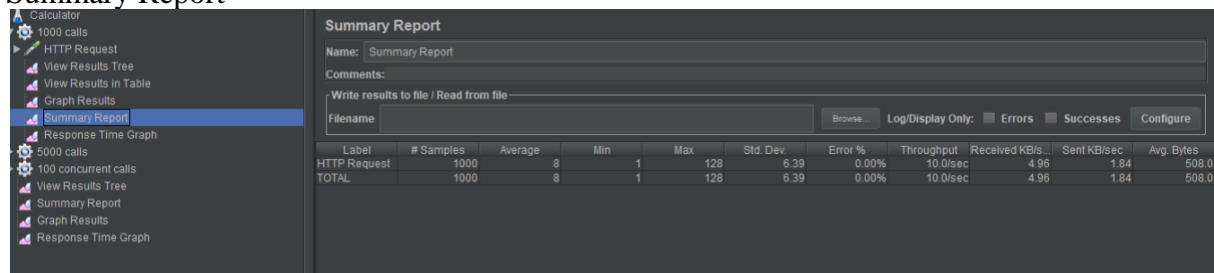 Summary Report
Calculator
1000 calls
HTTP Request
View Results Tree
View Results in Table
Graph Results
Summary Report
Response Time Graph
5000 calls
100 concurrent calls
View Results Tree
Summary Report
Graph Results
Response Time Graph
Summary Report
Name: Summary Report
Comments:
Write results to file / Read from file
Filename Browse... Log/Display Only: Errors Successes Configure
Label # Samples Average Min Max Std. Dev. Error % Throughput Received KB/s... Sent KB/sec Avg. Bytes
HTTP Request 1000 8 1 128 6.39 0.00% 10.0/sec 4.96 1.84 508.0
TOTAL 1000 8 1 128 6.39 0.00% 10.0/sec 4.96 1.84 508.0